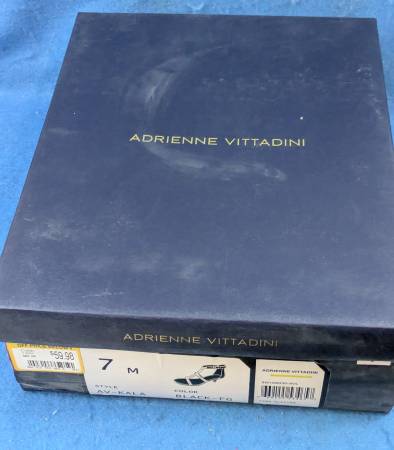 ADRIENNE VITTADINI
ADRIENNE VITTADINI
$59.98
7 M
ADRIENNE VITTADINI
STYLE
COLOR
AV-KALA
BLACK-FG